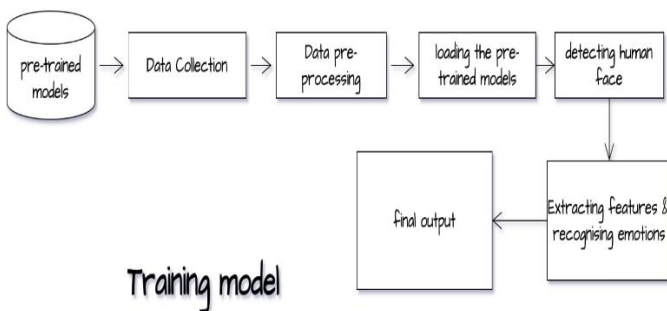 pre-trained
models
Data Collection
Data pre-
processing
loading the pre-
trained models
detecting human
face
Extracting features &
recognising emotions
final output
Training model